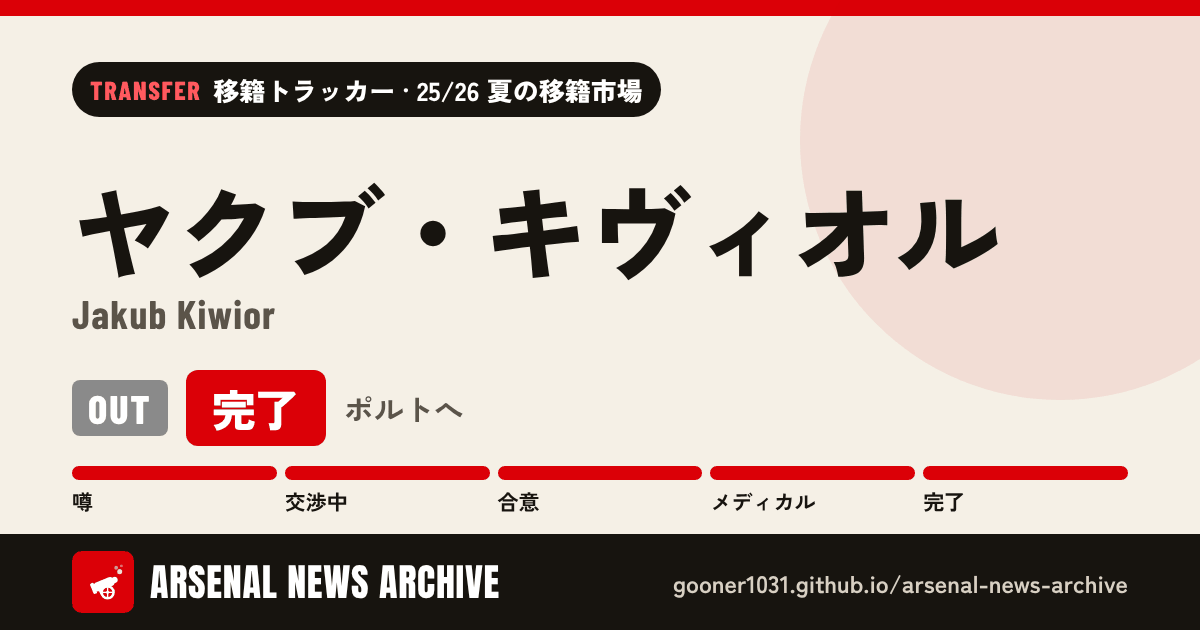 TRANSFER 移籍トラッカー · 25/26 夏の移籍市場
ヤクブ・キヴィオル
Jakub Kiwior
OUT 完了 ポルトへ
噂 交渉中 合意 メディカル 完了
ARSENAL NEWS ARCHIVE gooner1031.github.io/arsenal-news-archive